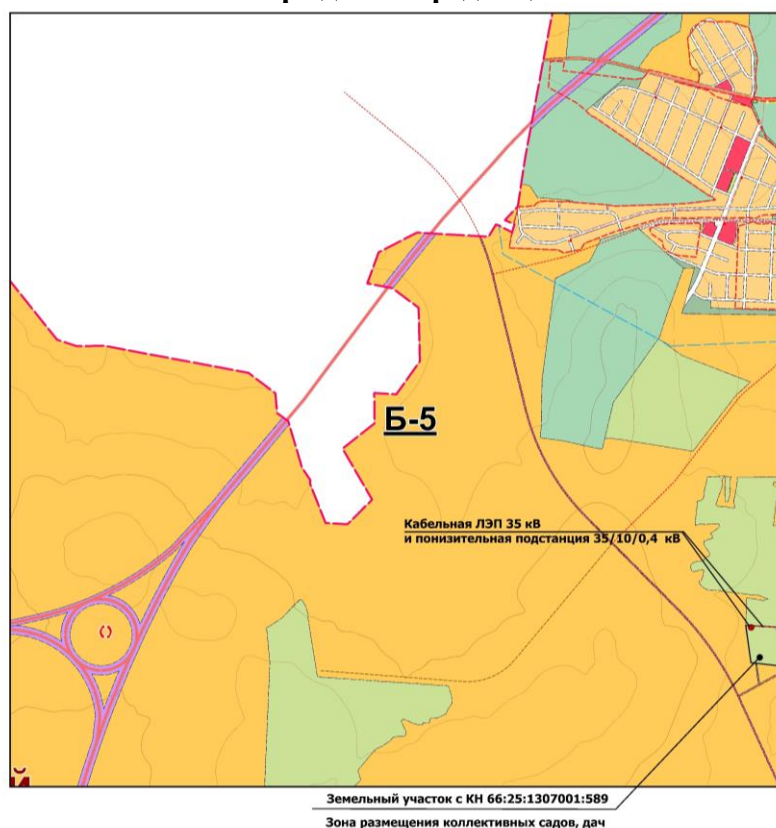 Б-5
Кабельная ЛЭП 35 кВ
и понизительная подстанция 35/10/0,4 кВ
й
Земельный участок с КН 66:25:1307001:589
Зона размещения коллективных садов, дач